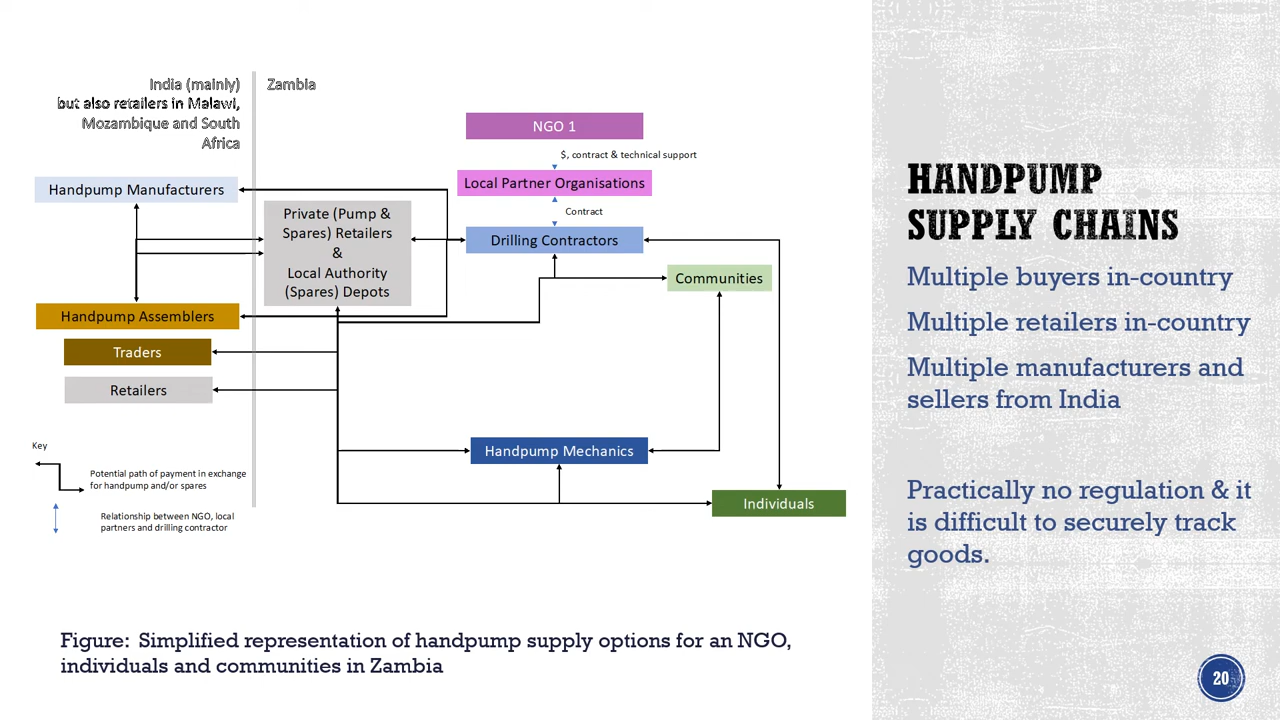 India (mainly)
but also retailers in Malawi,
Mozambique and South
Africa
Zambia
NGO 1
$, contract & technical support
Local Partner Organisations
Contract
Handpump Manufacturers
Private (Pump &
Spares) Retailers
&
Local Authority
(Spares) Depots
Drilling Contractors
Communities
Handpump Assemblers
Traders
Retailers
Handpump Mechanics
Individuals
Key
Potential path of payment in exchange
for handpump and/or spares
Relationship between NGO, local
partners and drilling contractor
Figure: Simplified representation of handpump supply options for an NGO,
individuals and communities in Zambia
HANDPUMP
SUPPLY CHAINS
Multiple buyers in-country
Multiple retailers in-country
Multiple manufacturers and
sellers from India
Practically no regulation & it
is difficult to securely track
goods.
20